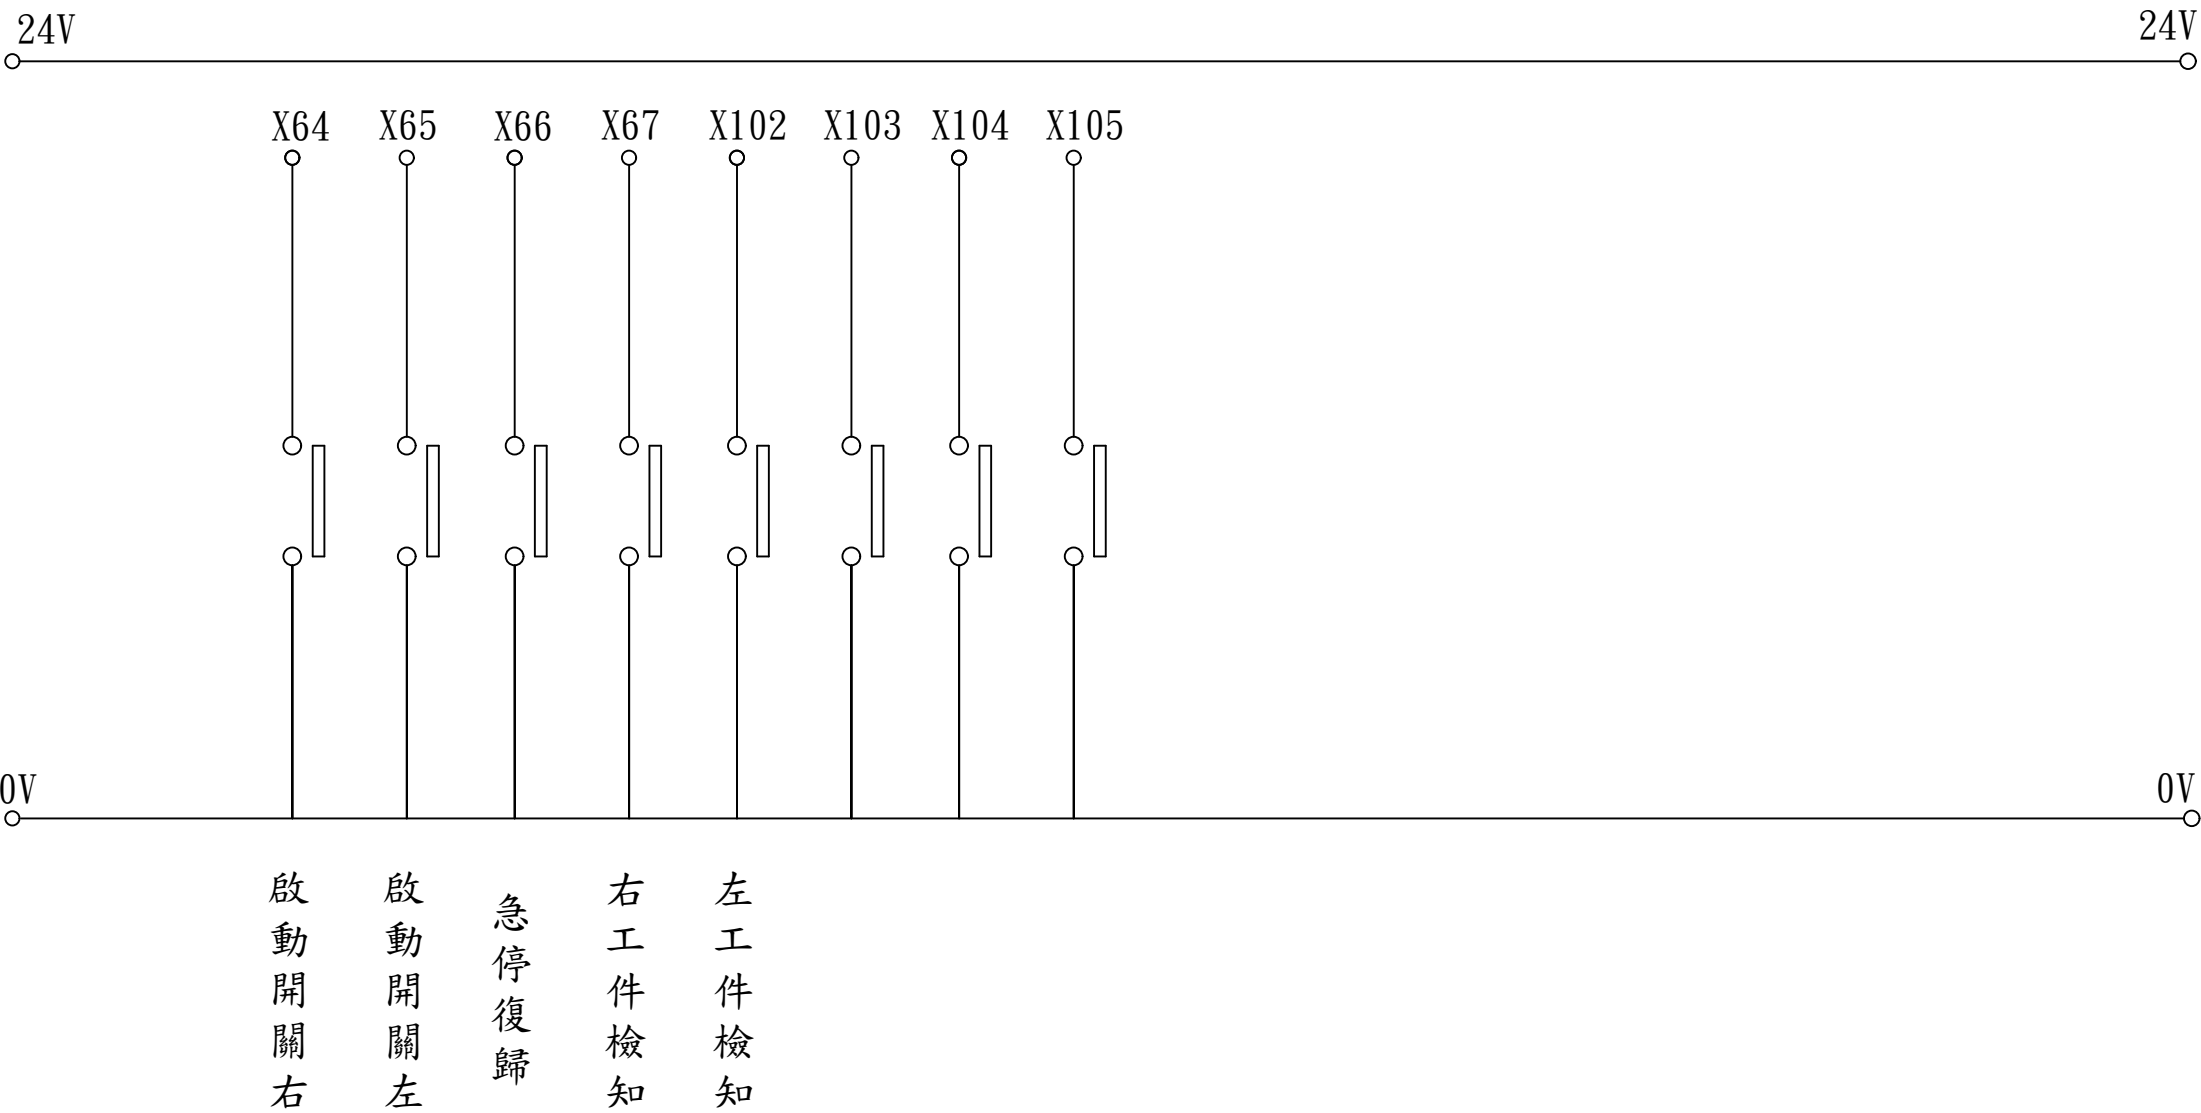 24V
24V
X64
X65
X66
X67
X102
X103
X104
X105
0V
0V
啟動開關右
啟動開關左
急停復歸
右工件檢知
左工件檢知